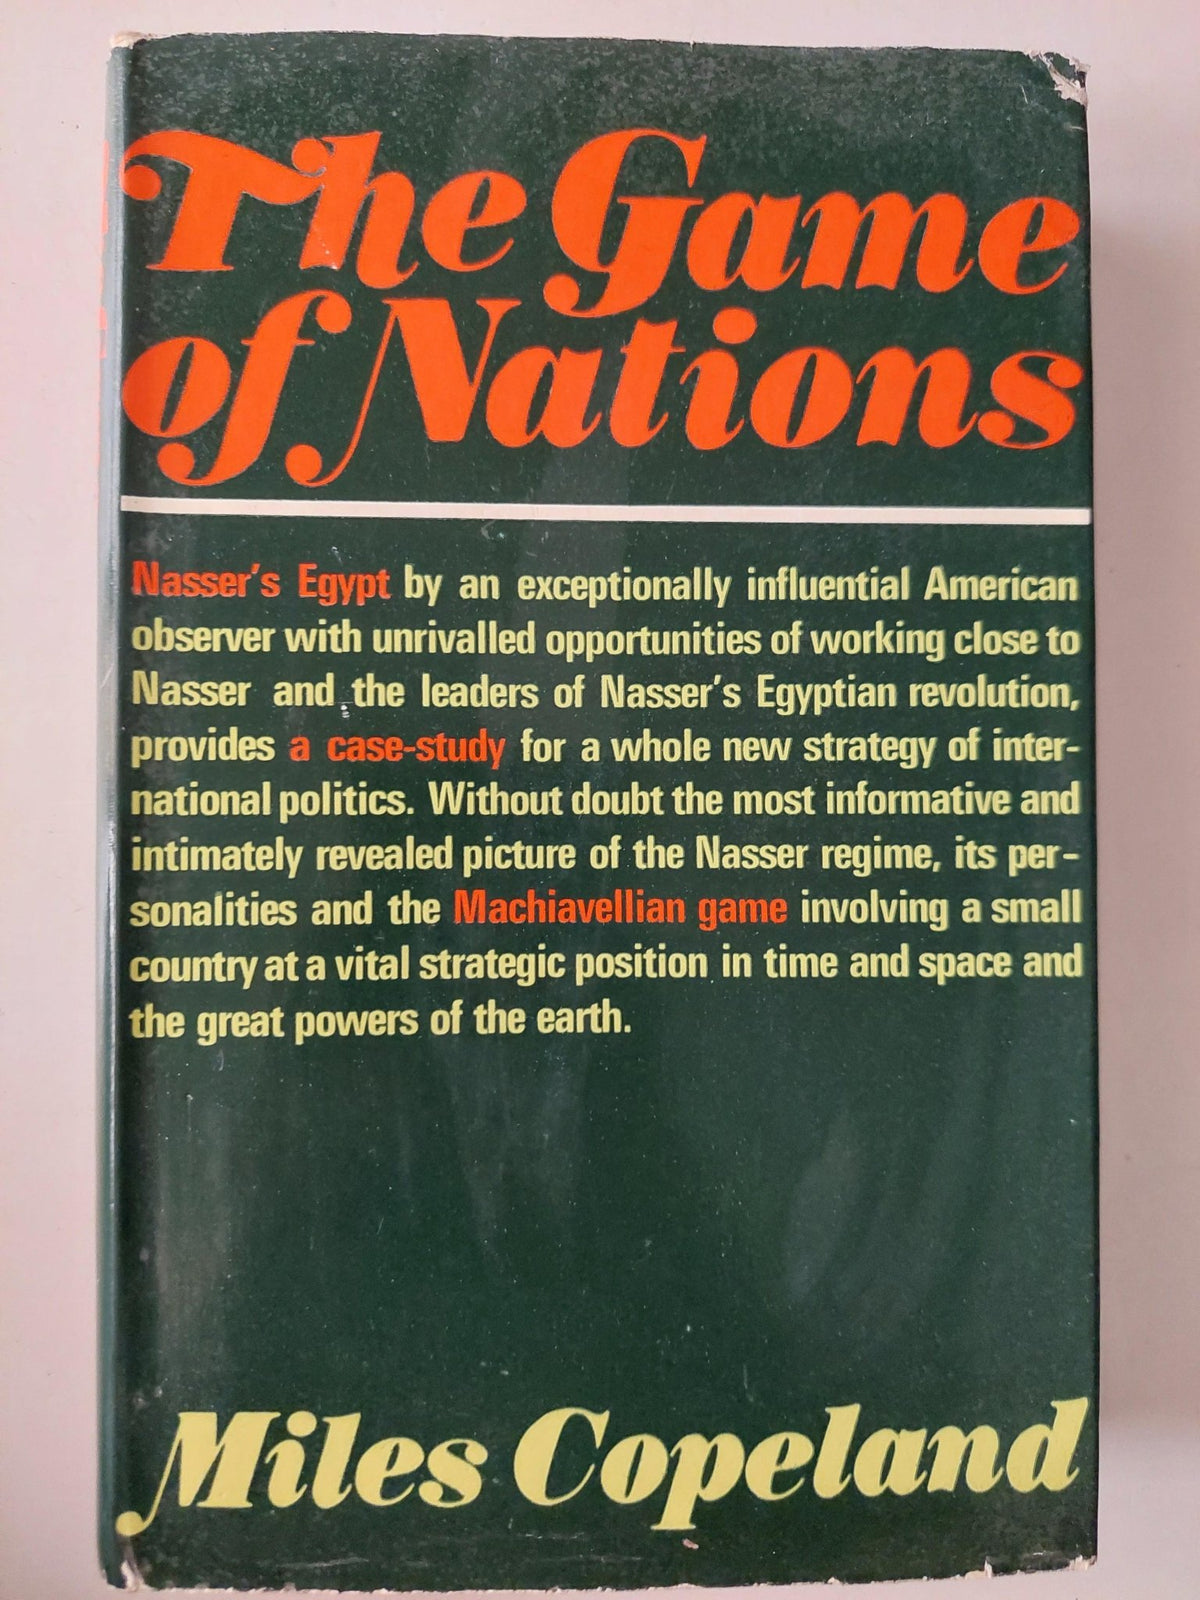 The Game
of Nations
Nasser's Egypt by an exceptionally influential American
observer with unrivalled opportunities of working close to
Nasser and the leaders of Nasser's Egyptian revolution,
provides a case-study for a whole new strategy of inter-
national politics. Without doubt the most informative and
intimately revealed picture of the Nasser regime, its per-
sonalities and the Machiavellian game involving a small
country at a vital strategic position in time and space and
the great powers of the earth.
Miles Copeland